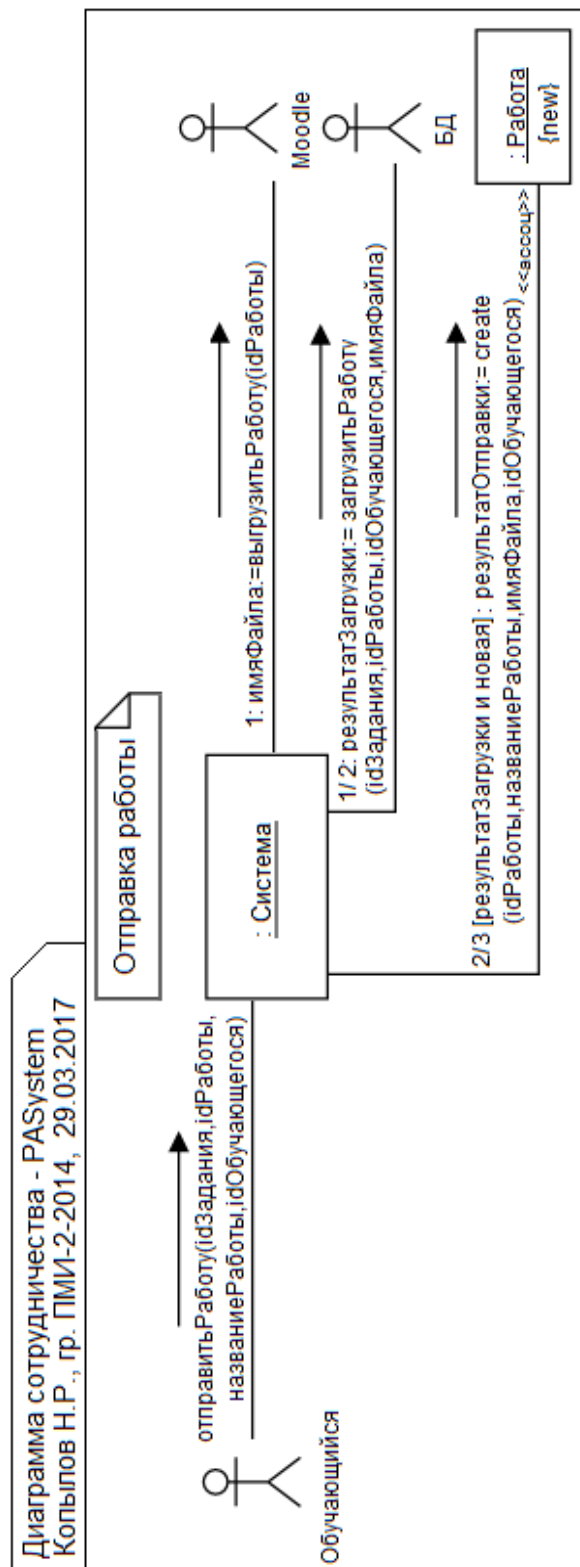 Диаграмма сотрудничества - PASystem
Копылов Н.Р., гр. ПМИ-2-2014, 29.03.2017
Отправка работы
отправитьРаботу(idЗадания,idРаботы,
названиеРаботы,idОбучающегося)
Обучающийся
: Система
1: имяФайла:=выгрузитьРаботу(idРаботы)
Moodle
1/ 2: результатЗагрузки:= загрузитьРаботу
(idЗадания,idРаботы,idОбучающегося,имяФайла)
БД
2/3 [результатЗагрузки и новая] : результатОтправки:= create
(idРаботы,названиеРаботы,имяФайла,idОбучающегося)
<<ассоц>>
: Работа
{new}